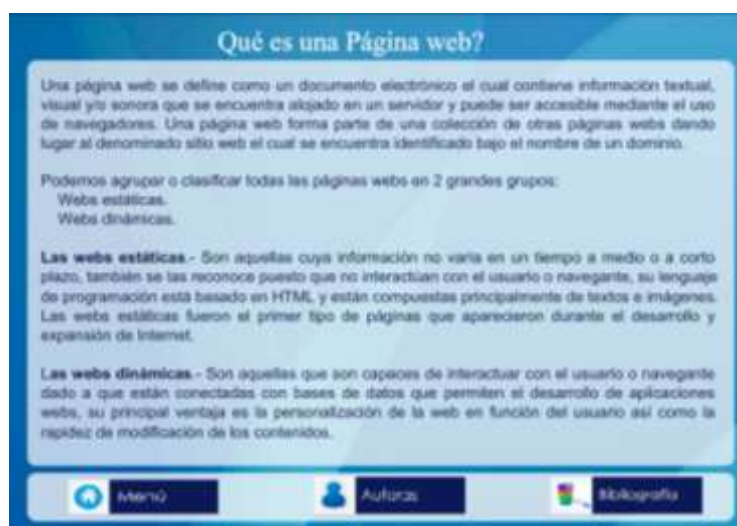 Qué es una Página web?
Una página web se define como un documento electrónico el cual contiene información textual,
visual y/o sonora que se encuentra alojado en un servidor y puede ser accesible mediante el uso
de navegadores. Una página web forma parte de una colección de otras páginas webs dando
lugar al denominado sitio web el cual se encuentra identificado bajo el nombre de un dominio.
Podemos agrupar o clasificar todas las páginas webs en 2 grandes grupos:
Webs estáticas.
Webs dinámicas.
Las webs estáticas.- Son aquellas cuya información no varia en un tiempo a medio o a corto
plazo, también se las reconoce puesto que no interactúan con el usuario o navegante, su lenguaje
de programación está basado en HTML y están compuestas principalmente de textos e imágenes.
Las webs estáticas fueron el primer tipo de páginas que aparecieron durante el desarrollo y
expansión de Internet.
Las webs dinámicas.- Son aquellas que son capaces de interactuar con el usuario o navegante
dado a que están conectadas con bases de datos que permiten el desarrollo de aplicaciones
webs, su principal ventaja es la personalización de la web en función del usuario así como la
rapidez de modificación de los contenidos.
Menú
Autoras
Bibliografía